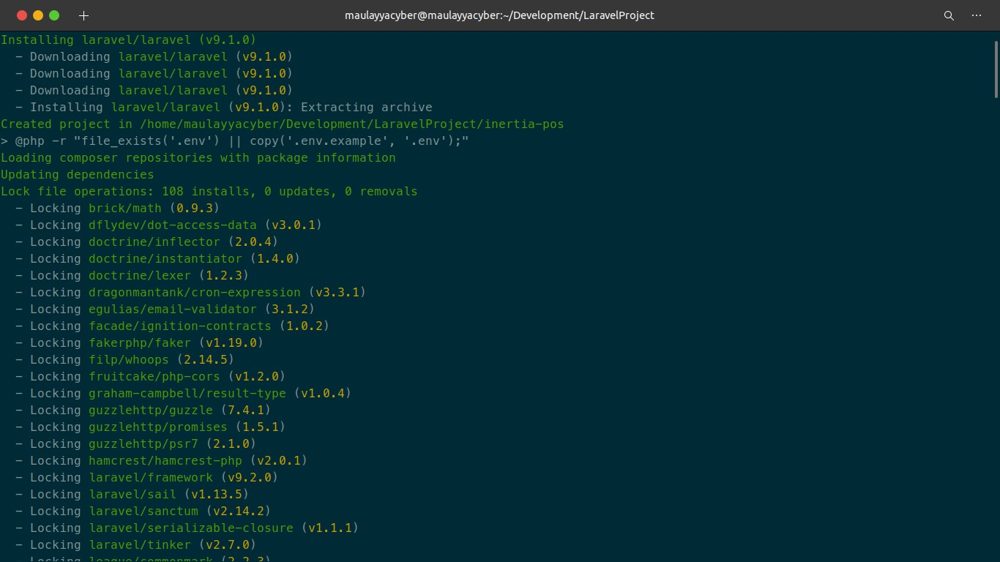 maulayyacyber@maulayyacyber:~/Development/LaravelProject
Installing laravel/laravel (v9.1.0)
  - Downloading laravel/laravel (v9.1.0)
  - Downloading laravel/laravel (v9.1.0)
  - Downloading laravel/laravel (v9.1.0)
  - Installing laravel/laravel (v9.1.0): Extracting archive
Created project in /home/maulayyacyber/Development/LaravelProject/inertia-pos
> @php -r "file_exists('.env') || copy('.env.example', '.env');"
Loading composer repositories with package information
Updating dependencies
Lock file operations: 108 installs, 0 updates, 0 removals
  - Locking brick/math (0.9.3)
  - Locking dflydev/dot-access-data (v3.0.1)
  - Locking doctrine/inflector (2.0.4)
  - Locking doctrine/instantiator (1.4.0)
  - Locking doctrine/lexer (1.2.3)
  - Locking dragonmantank/cron-expression (v3.3.1)
  - Locking egulias/email-validator (3.1.2)
  - Locking facade/ignition-contracts (1.0.2)
  - Locking fakerphp/faker (v1.19.0)
  - Locking filp/whoops (2.14.5)
  - Locking fruitcake/php-cors (v1.2.0)
  - Locking graham-campbell/result-type (v1.0.4)
  - Locking guzzlehttp/guzzle (7.4.1)
  - Locking guzzlehttp/promises (1.5.1)
  - Locking guzzlehttp/psr7 (2.1.0)
  - Locking hamcrest/hamcrest-php (v2.0.1)
  - Locking laravel/framework (v9.2.0)
  - Locking laravel/sail (v1.13.5)
  - Locking laravel/sanctum (v2.14.2)
  - Locking laravel/serializable-closure (v1.1.1)
  - Locking laravel/tinker (v2.7.0)
  - Locking league/commonmark (2.2.3)